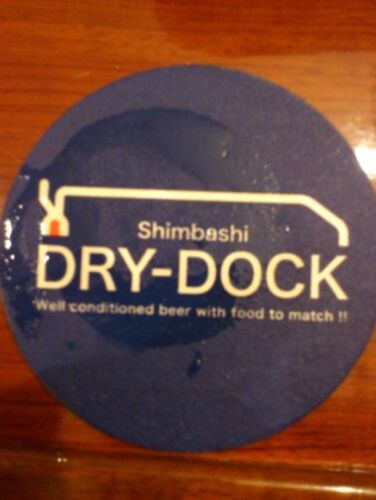 Shimbashi
DRY-DOCK
Well conditioned beer with food to match !!